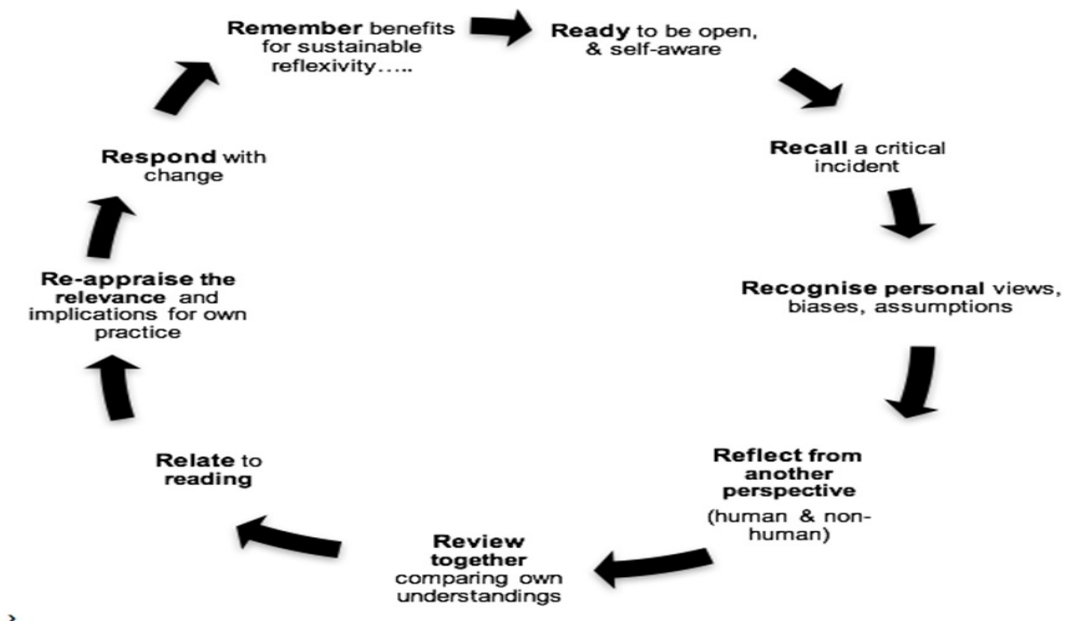 Remember benefits
for sustainable
reflexivity.....
Ready to be open,
& self-aware
Recall a critical
incident
Recognise personal views,
biases, assumptions
Reflect from
another
perspective
(human & non-
human)
Review
together
comparing own
understandings
Relate to
reading
Re-appraise the
relevance and
implications for own
practice
Respond with
change